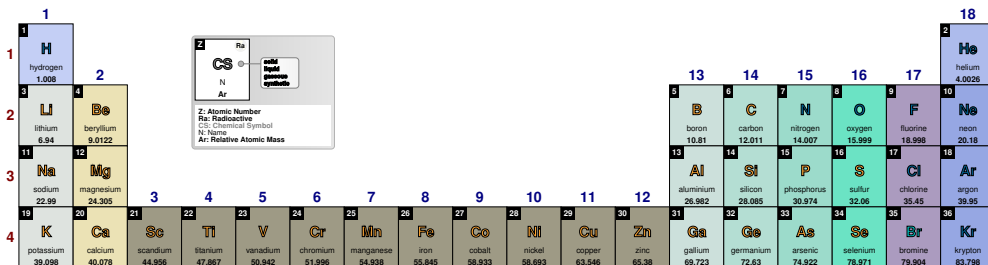 1 18
1 H hydrogen 1.008
2 He helium 4.0026
Z Ra
CS
N
Ar
solid
liquid
gaseous
synthetic
Z: Atomic Number
Ra: Radioactive
CS: Chemical Symbol
N: Name
Ar: Relative Atomic Mass
1
2 13 14 15 16 17
3 Li lithium 6.94
4 Be beryllium 9.0122
5 B boron 10.81
6 C carbon 12.011
7 N nitrogen 14.007
8 O oxygen 15.999
9 F fluorine 18.998
10 Ne neon 20.18
2
11 Na sodium 22.99
12 Mg magnesium 24.305
13 Al aluminium 26.982
14 Si silicon 28.085
15 P phosphorus 30.974
16 S sulfur 32.06
17 Cl chlorine 35.45
18 Ar argon 39.95
3
3 4 5 6 7 8 9 10 11 12
19 K potassium 39.098
20 Ca calcium 40.078
21 Sc scandium 44.956
22 Ti titanium 47.867
23 V vanadium 50.942
24 Cr chromium 51.996
25 Mn manganese 54.938
26 Fe iron 55.845
27 Co cobalt 58.933
28 Ni nickel 58.693
29 Cu copper 63.546
30 Zn zinc 65.38
31 Ga gallium 69.723
32 Ge germanium 72.63
33 As arsenic 74.922
34 Se selenium 78.971
35 Br bromine 79.904
36 Kr krypton 83.798
4